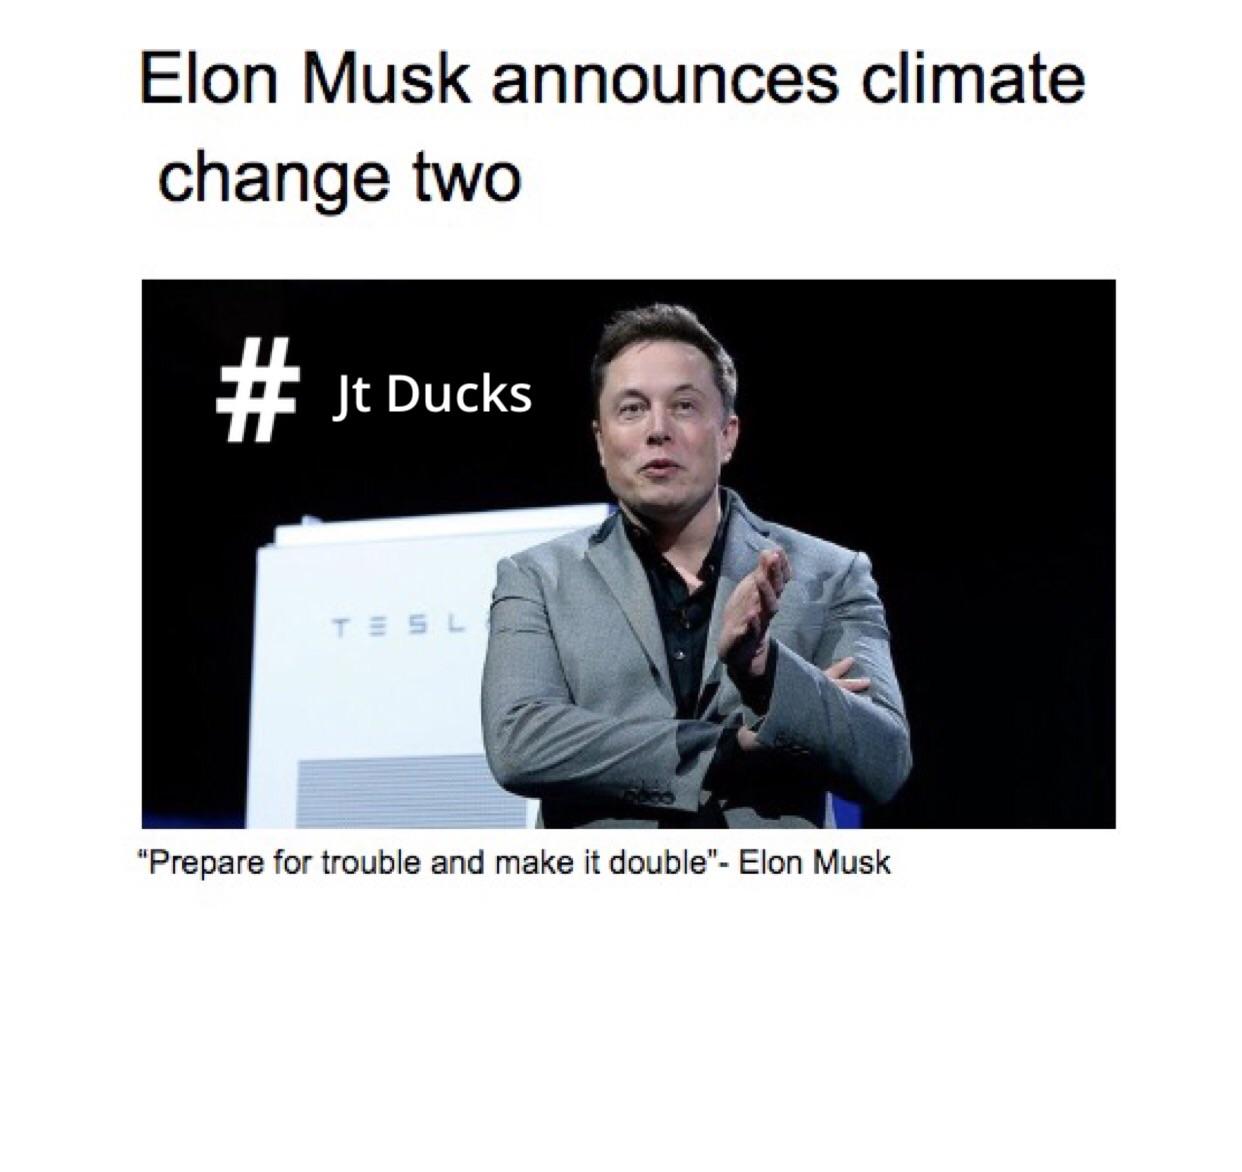 Elon Musk announces climate
change two
# Jt Ducks
TESL
“Prepare for trouble and make it double”- Elon Musk